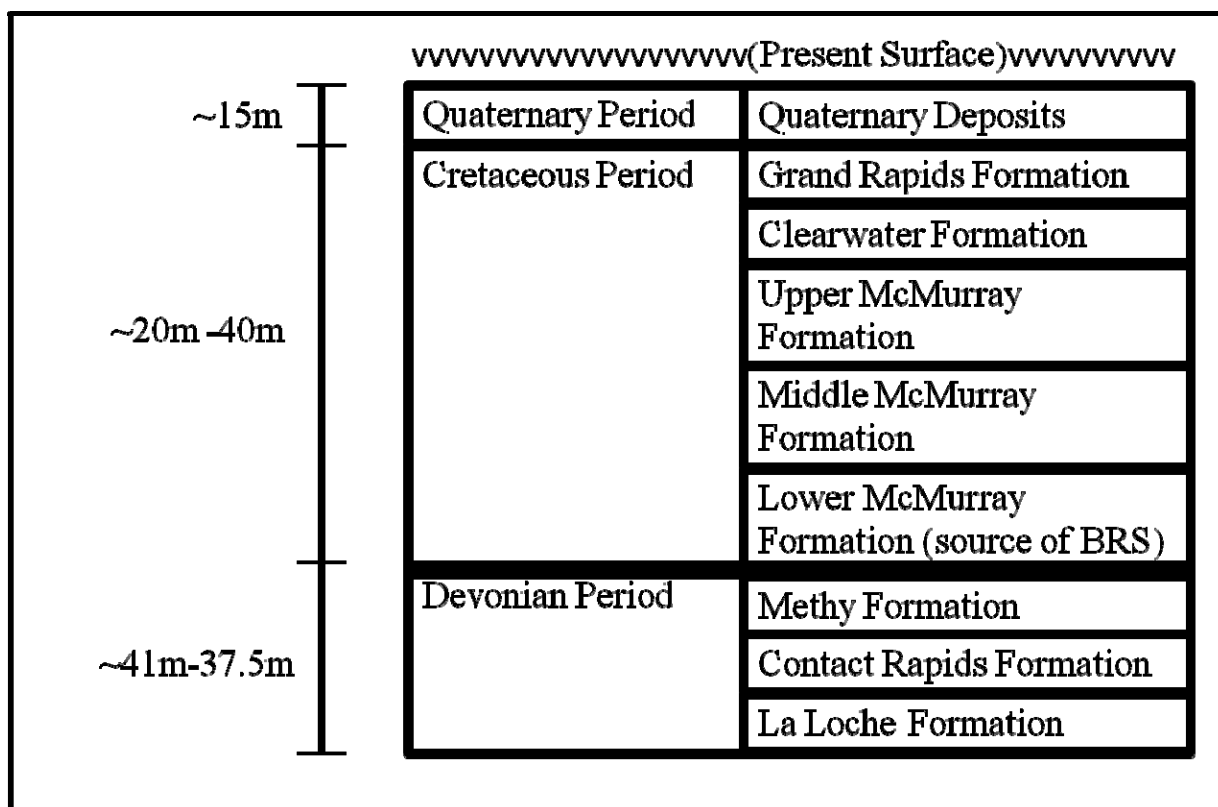 vvvvvvvvvvvvvvvvvvvv(Present Surface)vvvvvvvvvv
~15m
Quaternary Period
Quaternary Deposits
~20m -40m
Cretaceous Period
Grand Rapids Formation
Clearwater Formation
Upper McMurray
Formation
Middle McMurray
Formation
Lower McMurray
Formation (source of BRS)
~41m-37.5m
Devonian Period
Methy Formation
Contact Rapids Formation
La Loche Formation